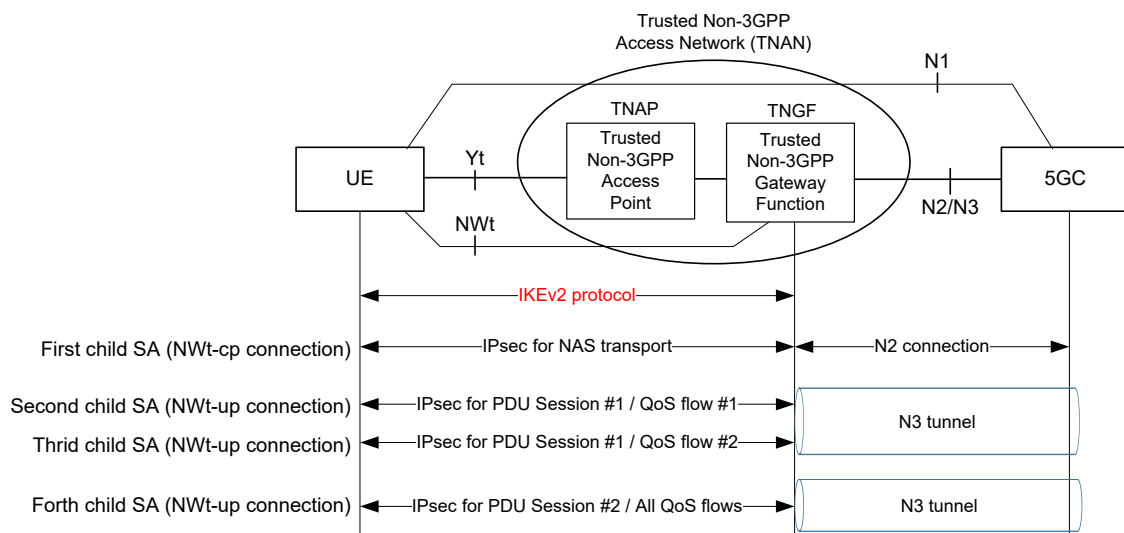 Trusted Non-3GPP
Access Network (TNAN)
N1
TNAP
TNGF
UE
Yt
Trusted
Non-3GPP
Access
Point
Trusted
Non-3GPP
Gateway
Function
N2/N3
5GC
NWt
IKEv2 protocol
First child SA (NWt-cp connection)
IPsec for NAS transport
N2 connection
Second child SA (NWt-up connection)
IPsec for PDU Session #1 / QoS flow #1
N3 tunnel
Thrid child SA (NWt-up connection)
IPsec for PDU Session #1 / QoS flow #2
Forth child SA (NWt-up connection)
IPsec for PDU Session #2 / All QoS flows
N3 tunnel